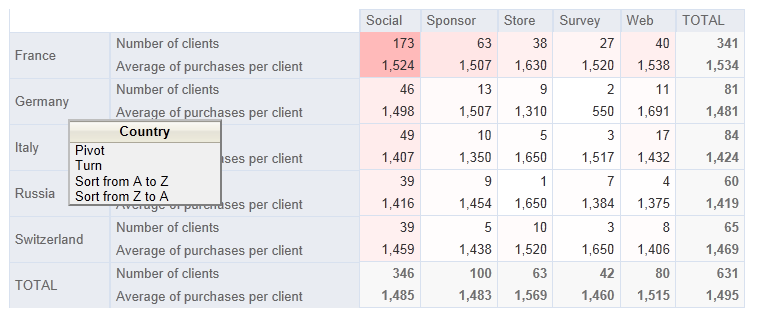 Social Sponsor Store Survey Web TOTAL
France Number of clients 173 63 38 27 40 341
Average of purchases per client 1,524 1,507 1,630 1,520 1,538 1,534
Germany Number of clients 46 13 9 2 11 81
Average of purchases per client 1,498 1,507 1,310 550 1,691 1,481
Italy 49 10 5 3 17 84
ses per client 1,407 1,350 1,650 1,517 1,432 1,424
Russia 39 9 1 7 4 60
Average of purchases per client 1,416 1,454 1,650 1,384 1,375 1,419
Switzerland 39 5 10 3 8 65
Average of purchases per client 1,459 1,438 1,520 1,650 1,406 1,469
TOTAL Number of clients 346 100 63 42 80 631
Average of purchases per client 1,485 1,483 1,569 1,460 1,515 1,495
Country
Pivot
Turn
Sort from A to Z
Sort from Z to A